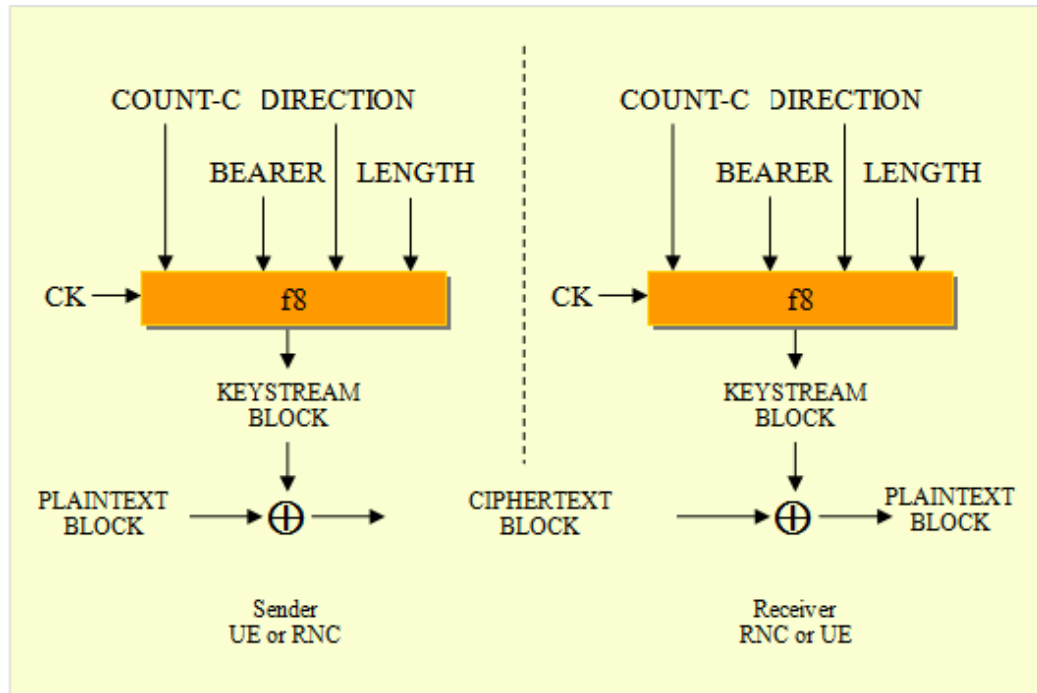 COUNT-C DIRECTION
BEARER LENGTH
CK
f8
KEYSTREAM
BLOCK
PLAINTEXT
BLOCK
Sender
UE or RNC
COUNT-C DIRECTION
BEARER LENGTH
CK
f8
KEYSTREAM
BLOCK
CIPHERTEXT
BLOCK
PLAINTEXT
BLOCK
Receiver
RNC or UE